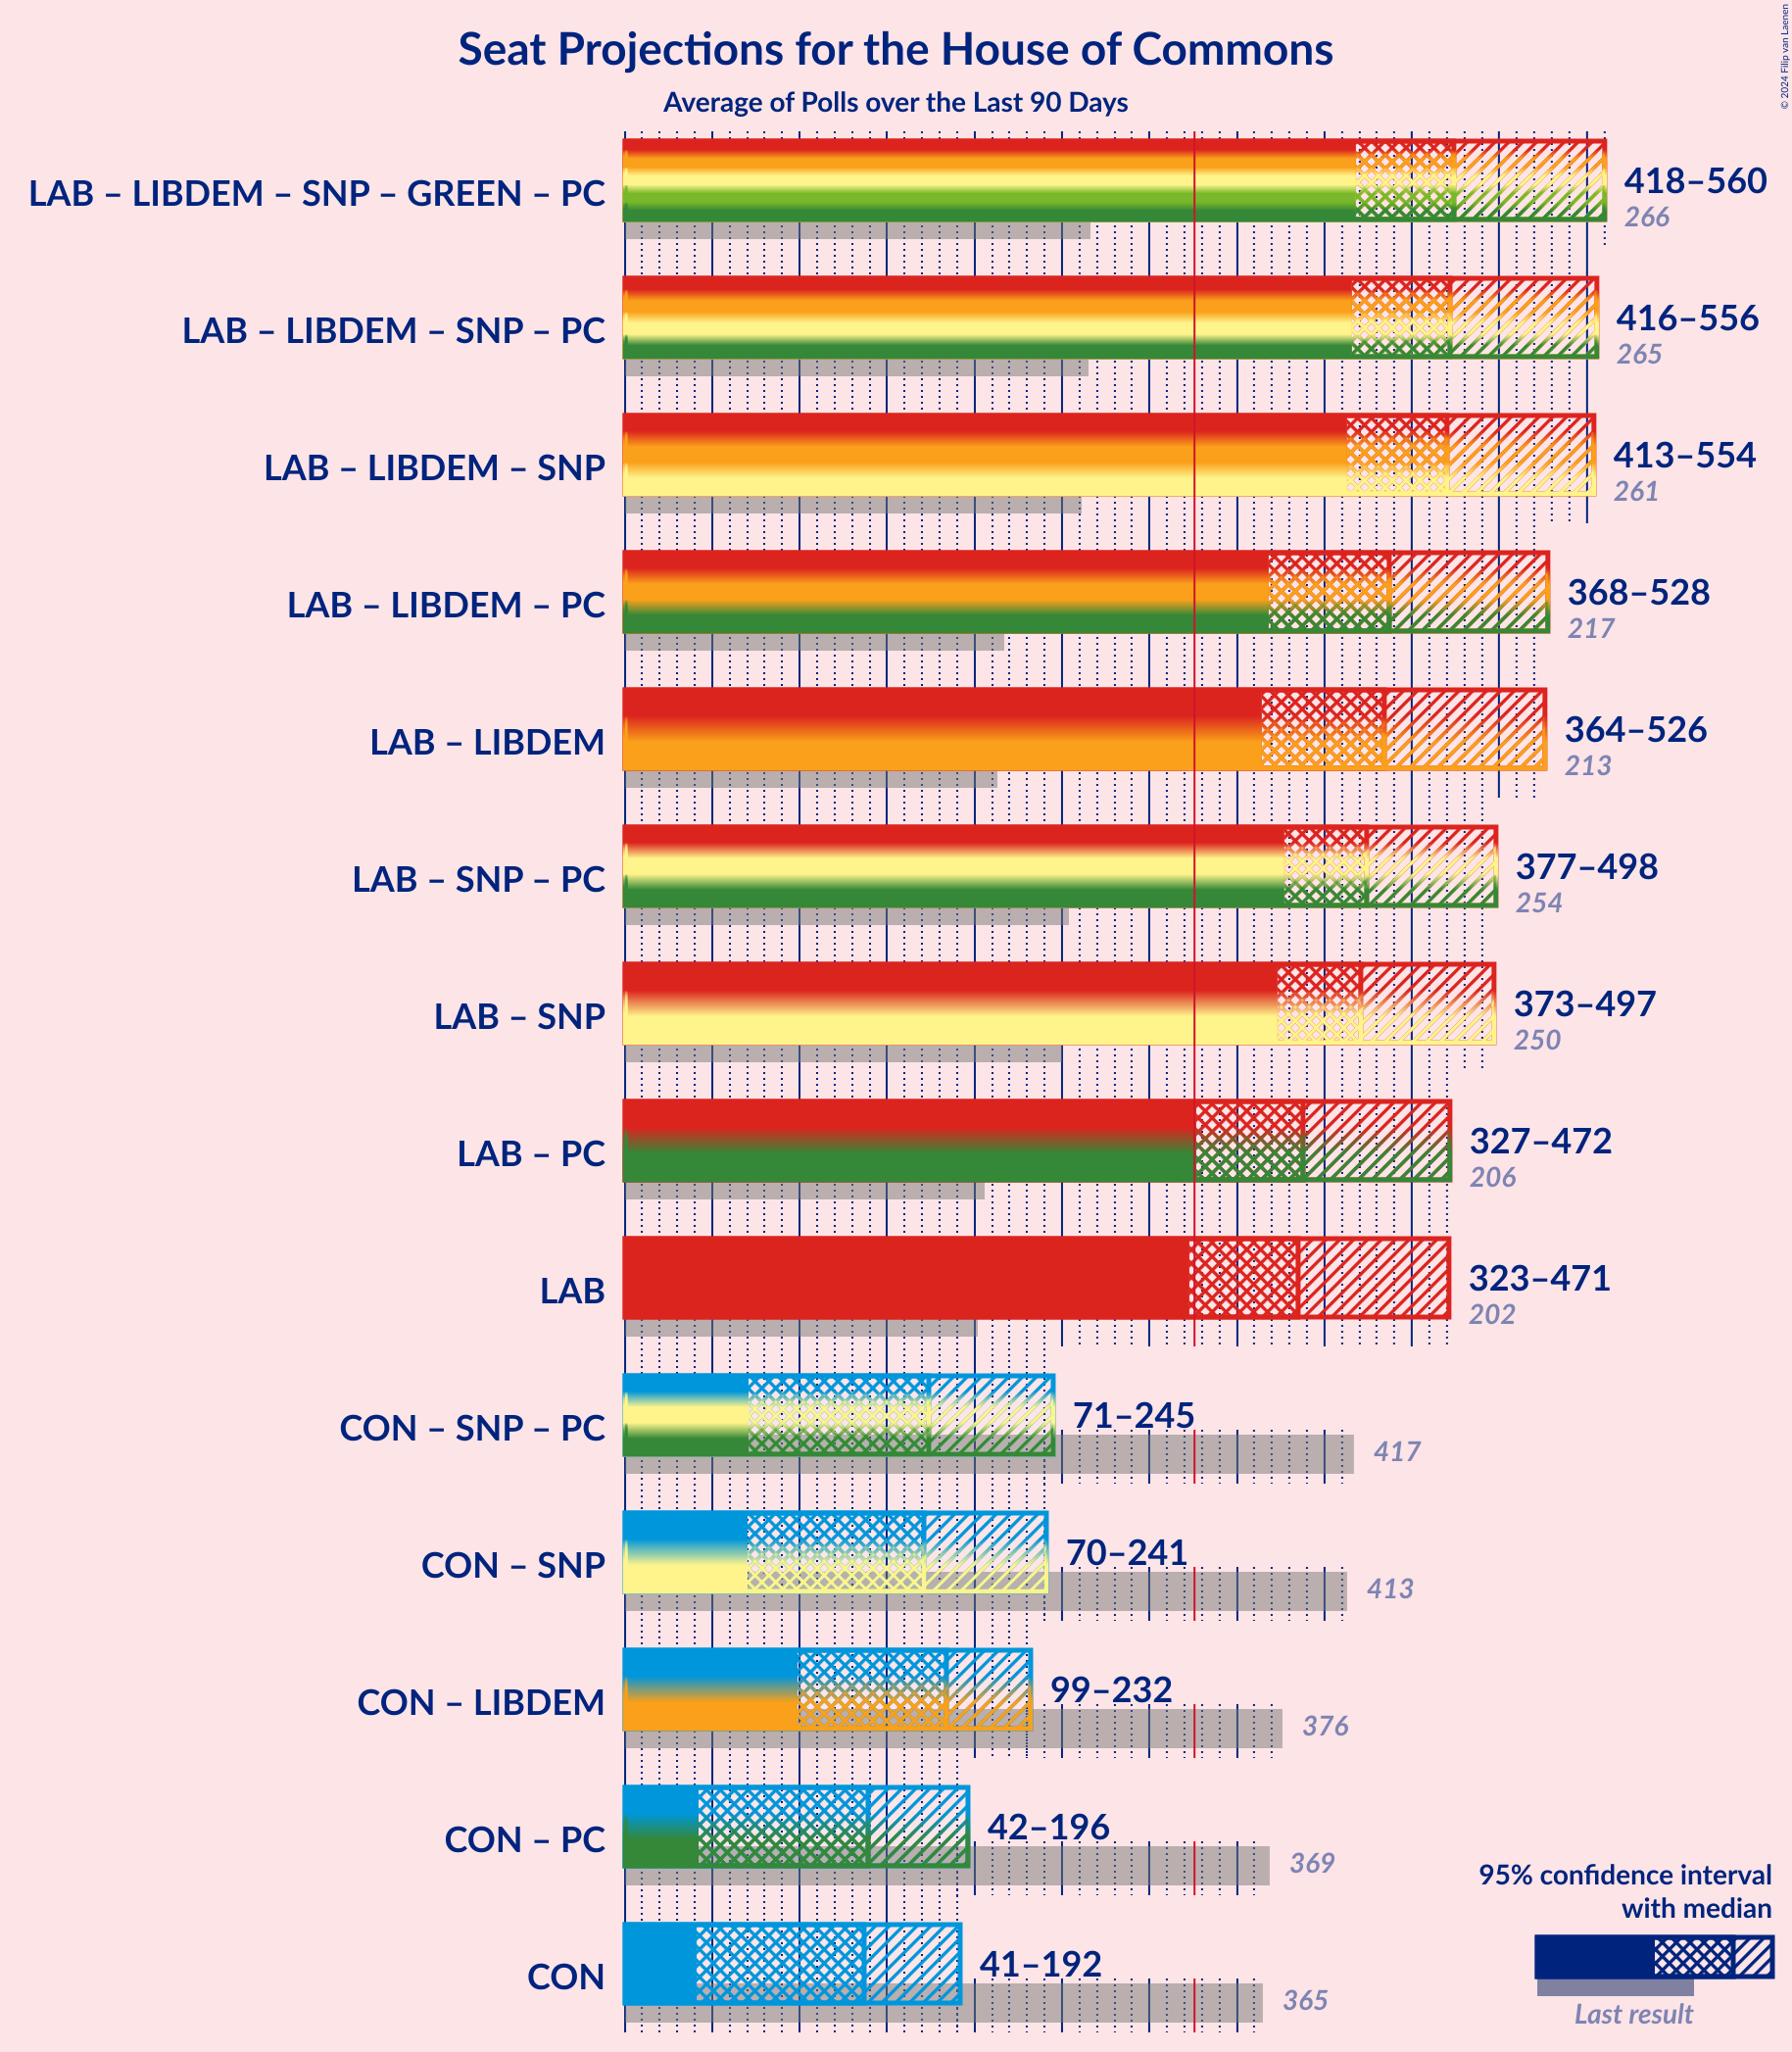 © 2024 Filip van Laenen
Seat Projections for the House of Commons
Average of Polls over the Last 90 Days
LAB – LIBDEM – SNP – GREEN – PC
418–560
266
LAB – LIBDEM – SNP – PC
416–556
265
LAB – LIBDEM – SNP
413–554
261
LAB – LIBDEM – PC
368–528
217
LAB – LIBDEM
364–526
213
LAB – SNP – PC
377–498
254
LAB – SNP
373–497
250
LAB – PC
327–472
206
LAB
323–471
202
CON – SNP – PC
71–245
417
CON – SNP
70–241
413
CON – LIBDEM
99–232
376
CON – PC
42–196
369
CON
41–192
365
95% confidence interval
with median
Last result